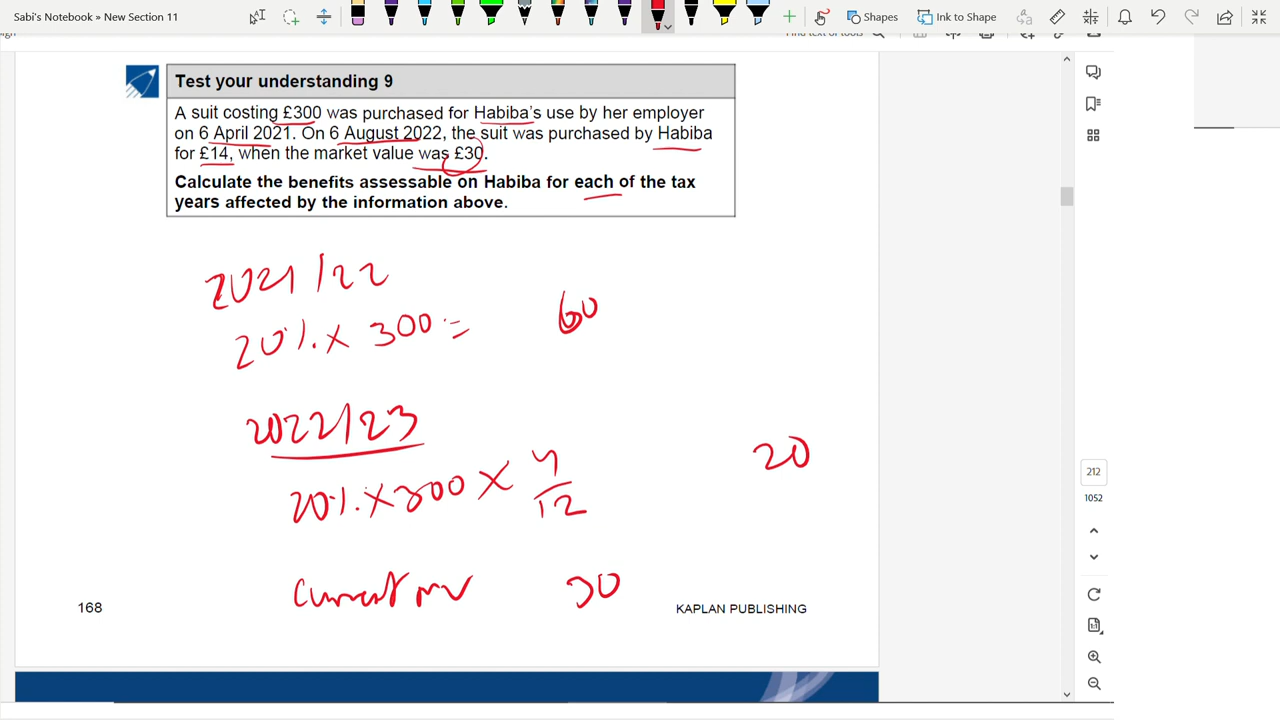 Sabi's Notebook » New Section 11
Shapes
Ink to Shape
Find text or tools
Test your understanding 9
A suit costing £300 was purchased for Habiba's use by her employer
on 6 April 2021. On 6 August 2022, the suit was purchased by Habiba
for £14, when the market value was £30.
Calculate the benefits assessable on Habiba for each of the tax
years affected by the information above.
2021/22
20% × 300 = 60
2022/23
20% × 300 × 4/12 20
Current mv 30
168
KAPLAN PUBLISHING
212
1052